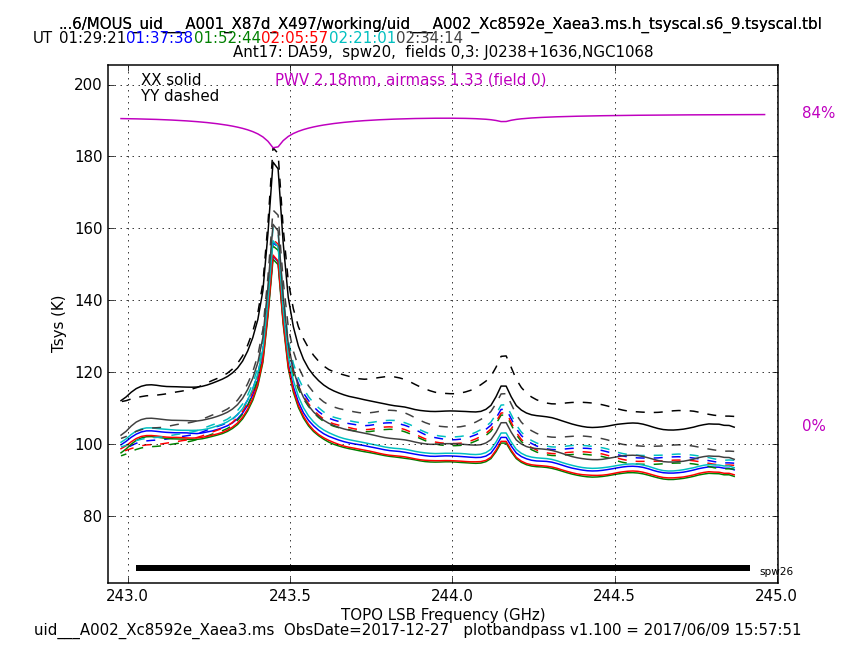 ...6/MOUS_uid___A001_X87d_X497/working/uid___A002_Xc8592e_Xaea3.ms.h_tsyscal.s6_9.tsyscal.tbl
UT 01:29:21 01:37:38 01:52:44 02:05:57 02:21:01 02:34:14
Ant17: DA59, spw20, fields 0,3: J0238+1636,NGC1068
XX solid
YY dashed
PWV 2.18mm, airmass 1.33 (field 0)
84%
0%
200
180
160
140
120
100
80
Tsys (K)
spw26
243.0 243.5 244.0 244.5 245.0
TOPO LSB Frequency (GHz)
uid___A002_Xc8592e_Xaea3.ms ObsDate=2017-12-27 plotbandpass v1.100 = 2017/06/09 15:57:51